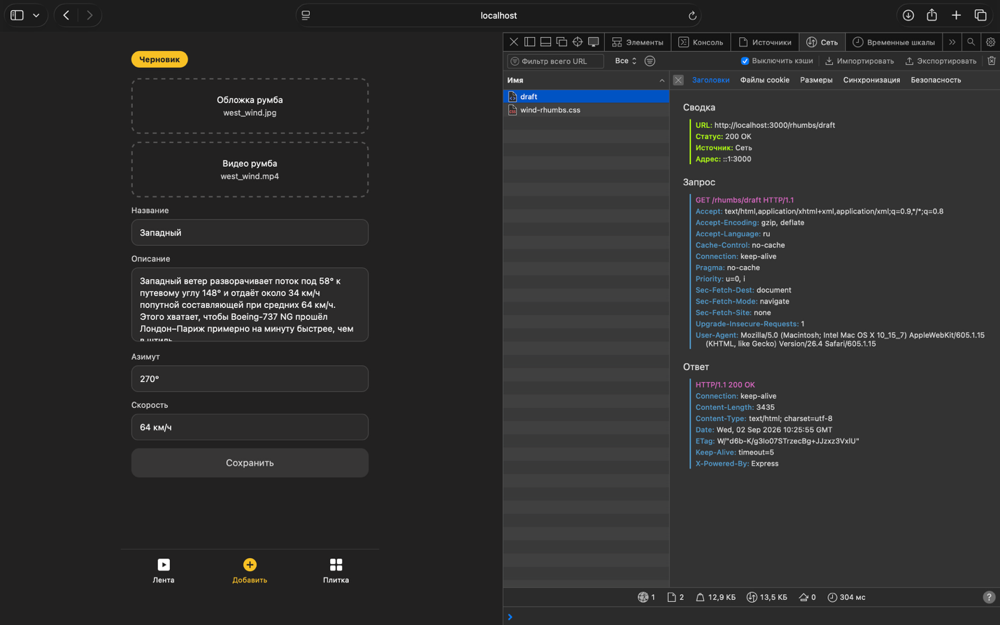 localhost
Черновик
Обложка румба
west_wind.jpg
Видео румба
west_wind.mp4
Название
Западный
Описание
Западный ветер разворачивает поток под 58° к
путевому углу 148° и отдаёт около 34 км/ч
попутной составляющей при средних 64 км/ч.
Этого хватает, чтобы Boeing-737 NG прошёл
Лондон–Париж примерно на минуту быстрее, чем
в штиль
Азимут
270°
Скорость
64 км/ч
Сохранить
Лента
Добавить
Плитка
Элементы
Консоль
Источники
Сеть
Временные шкалы
Фильтр всего URL
Все
Выключить кэши
Импортировать
Экспортировать
Имя
draft
wind-rhumbs.css
Заголовки
Файлы cookie
Размеры
Синхронизация
Безопасность
Сводка
URL: http://localhost:3000/rhumbs/draft
Статус: 200 OK
Источник: Сеть
Адрес: ::1:3000
Запрос
GET /rhumbs/draft HTTP/1.1
Accept: text/html,application/xhtml+xml,application/xml;q=0.9,*/*;q=0.8
Accept-Encoding: gzip, deflate
Accept-Language: ru
Cache-Control: no-cache
Connection: keep-alive
Pragma: no-cache
Priority: u=0, i
Sec-Fetch-Dest: document
Sec-Fetch-Mode: navigate
Sec-Fetch-Site: none
Upgrade-Insecure-Requests: 1
User-Agent: Mozilla/5.0 (Macintosh; Intel Mac OS X 10_15_7) AppleWebKit/605.1.15
(KHTML, like Gecko) Version/26.4 Safari/605.1.15
Ответ
HTTP/1.1 200 OK
Connection: keep-alive
Content-Length: 3435
Content-Type: text/html; charset=utf-8
Date: Wed, 02 Sep 2026 10:25:55 GMT
ETag: W/"d6b-K/g3lo07STrzecBg+JJzxz3VxlU"
Keep-Alive: timeout=5
X-Powered-By: Express
1
2
12,9 КБ
13,5 КБ
0
304 мс
?